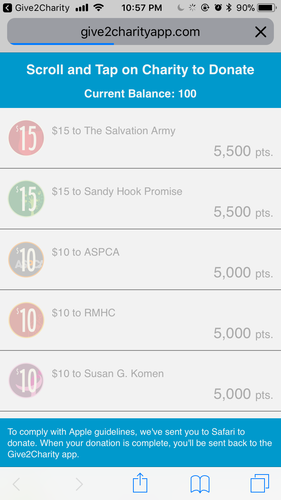 Give2Charity 10:57 PM 90%
give2charityapp.com
Scroll and Tap on Charity to Donate
Current Balance: 100
$15 $15 to The Salvation Army
5,500 pts.
$15 $15 to Sandy Hook Promise
5,500 pts.
$10 $10 to ASPCA
5,000 pts.
$10 $10 to RMHC
5,000 pts.
$10 $10 to Susan G. Komen
5,000 pts.
To comply with Apple guidelines, we've sent you to Safari to
donate. When your donation is complete, you'll be sent back to the
Give2Charity app.